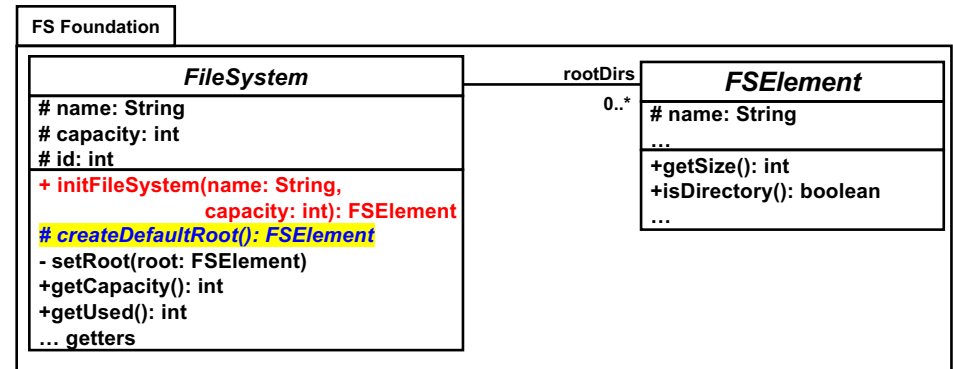 FS Foundation
FileSystem
# name: String
# capacity: int
# id: int
+ initFileSystem(name: String,
capacity: int): FSElement
# createDefaultRoot(): FSElement
- setRoot(root: FSElement)
+getCapacity(): int
+getUsed(): int
… getters
rootDirs
0..*
FSElement
# name: String
…
+getSize(): int
+isDirectory(): boolean
…